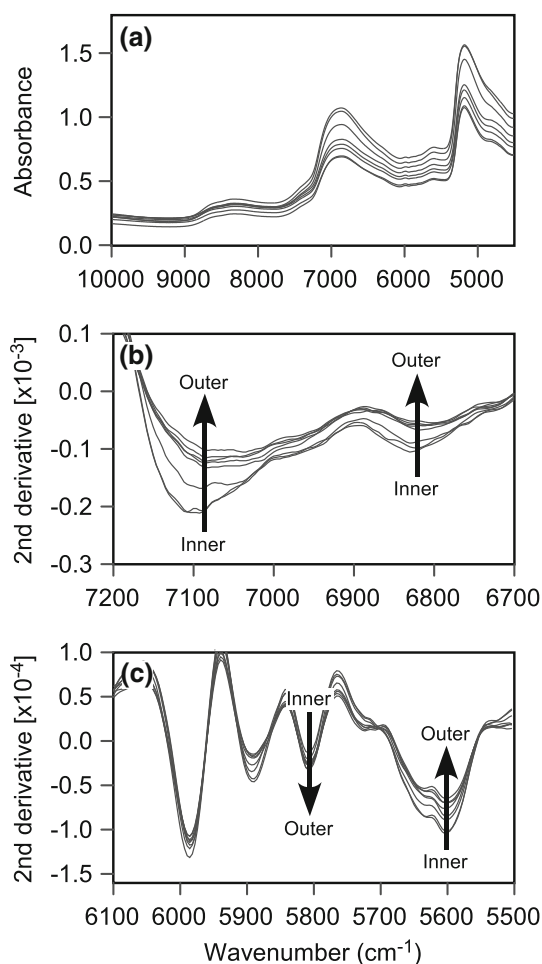 (a)
Absorbance
1.5
1.0
0.5
0.0
10000 9000 8000 7000 6000 5000
(b)
2nd derivative [x10-3]
0.1
0.0
-0.1
-0.2
-0.3
Outer
Outer
Inner
Inner
7200 7100 7000 6900 6800 6700
(c)
2nd derivative [x10-4]
1.0
0.5
0.0
-0.5
-1.0
-1.5
Inner
Outer
Outer
Inner
6100 6000 5900 5800 5700 5600 5500
Wavenumber (cm-1)